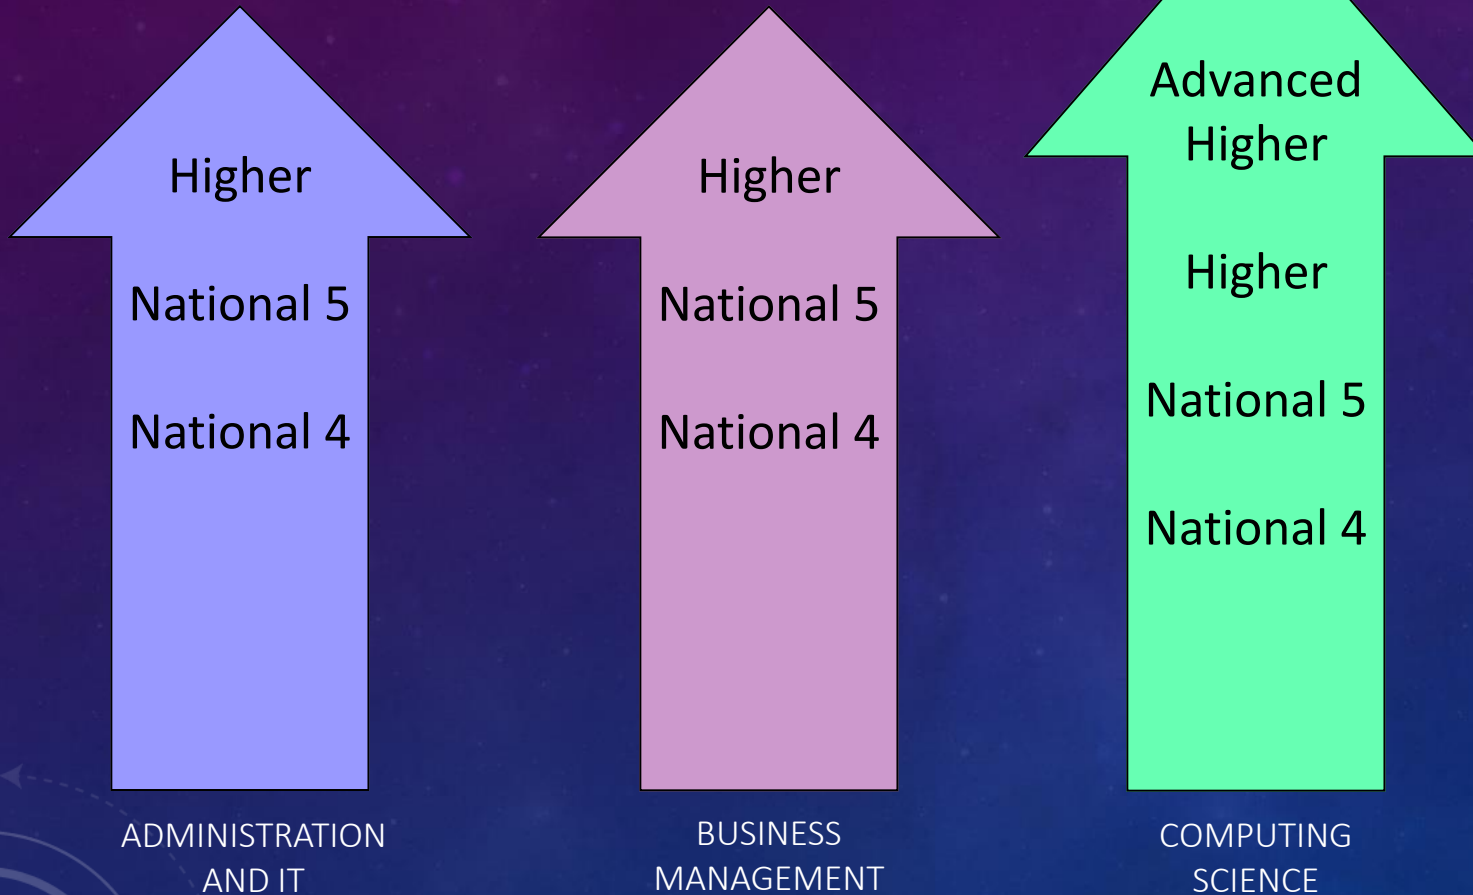 Higher
National 5
National 4
ADMINISTRATION
AND IT
Higher
National 5
National 4
BUSINESS
MANAGEMENT
Advanced
Higher
Higher
National 5
National 4
COMPUTING
SCIENCE